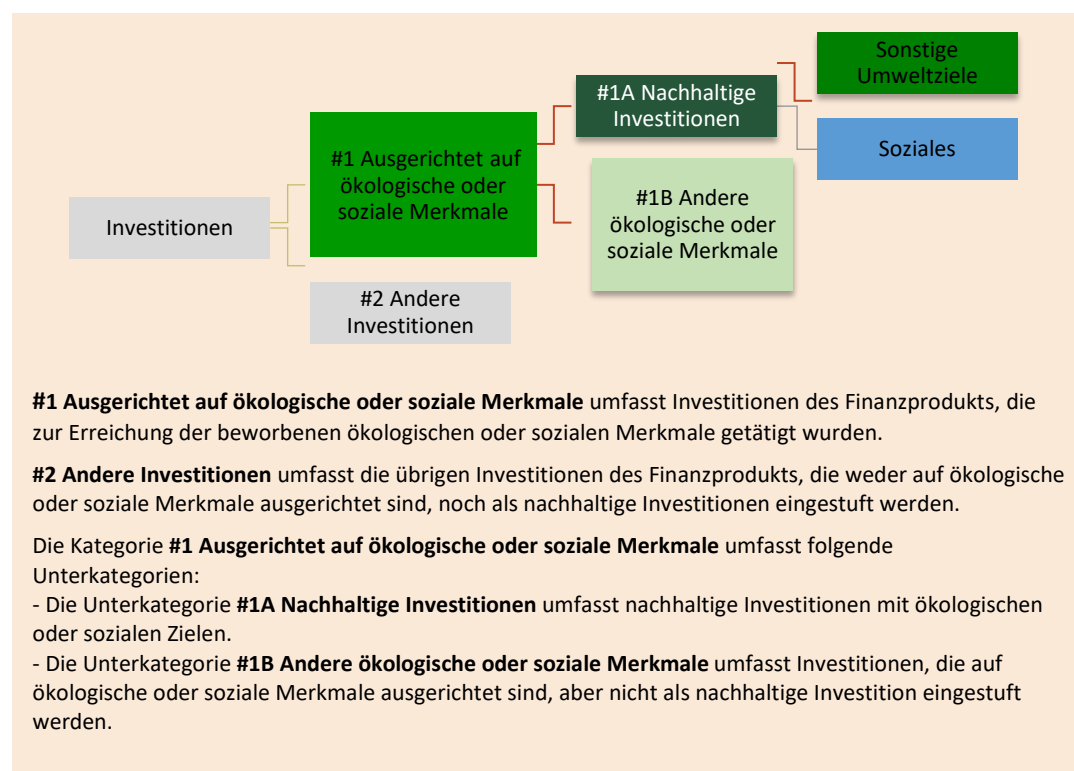 Sonstige
Umweltziele
#1A Nachhaltige
Investitionen
Soziales
#1 Ausgerichtet auf
ökologische oder
soziale Merkmale
#1B Andere
ökologische oder
soziale Merkmale
Investitionen
#2 Andere
Investitionen
#1 Ausgerichtet auf ökologische oder soziale Merkmale umfasst Investitionen des Finanzprodukts, die
zur Erreichung der beworbenen ökologischen oder sozialen Merkmale getätigt wurden.
#2 Andere Investitionen umfasst die übrigen Investitionen des Finanzprodukts, die weder auf ökologische
oder soziale Merkmale ausgerichtet sind, noch als nachhaltige Investitionen eingestuft werden.
Die Kategorie #1 Ausgerichtet auf ökologische oder soziale Merkmale umfasst folgende
Unterkategorien:
- Die Unterkategorie #1A Nachhaltige Investitionen umfasst nachhaltige Investitionen mit ökologischen
oder sozialen Zielen.
- Die Unterkategorie #1B Andere ökologische oder soziale Merkmale umfasst Investitionen, die auf
ökologische oder soziale Merkmale ausgerichtet sind, aber nicht als nachhaltige Investition eingestuft
werden.